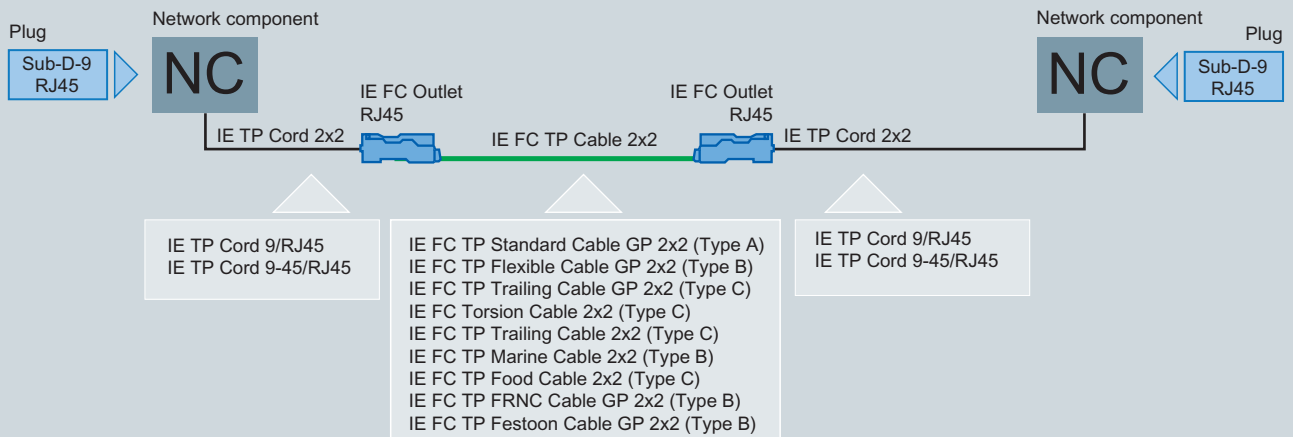 Network component
Plug
Sub-D-9
RJ45
NC
IE TP Cord 2x2
IE FC Outlet
RJ45
IE FC TP Cable 2x2
IE FC Outlet
RJ45
IE TP Cord 2x2
Network component
NC
Plug
Sub-D-9
RJ45
IE TP Cord 9/RJ45
IE TP Cord 9-45/RJ45
IE FC TP Standard Cable GP 2x2 (Type A)
IE FC TP Flexible Cable GP 2x2 (Type B)
IE FC TP Trailing Cable GP 2x2 (Type C)
IE FC Torsion Cable 2x2 (Type C)
IE FC TP Trailing Cable 2x2 (Type C)
IE FC TP Marine Cable 2x2 (Type B)
IE FC TP Food Cable 2x2 (Type C)
IE FC TP FRNC Cable GP 2x2 (Type B)
IE FC TP Festoon Cable GP 2x2 (Type B)
IE TP Cord 9/RJ45
IE TP Cord 9-45/RJ45